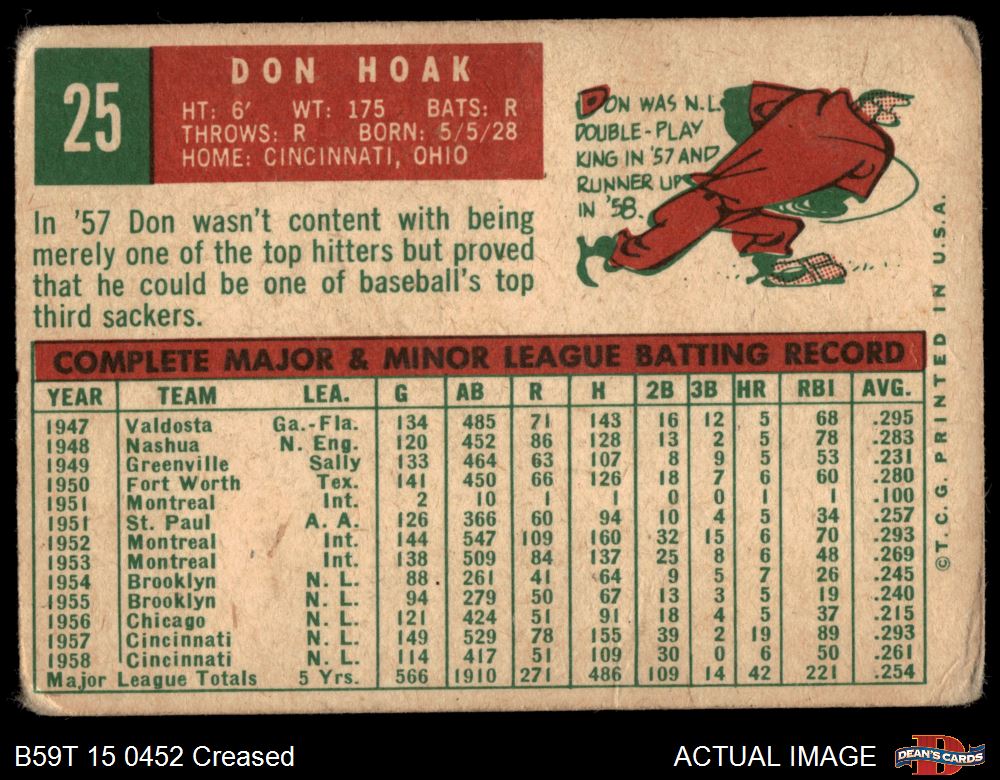 25
DON HOAK
HT: 6' WT: 175 BATS: R
THROWS: R BORN: 5/5/28
HOME: CINCINNATI, OHIO
DON WAS N.L.
DOUBLE-PLAY
KING IN '57 AND
RUNNER UP
IN '58.
In '57 Don wasn't content with being
merely one of the top hitters but proved
that he could be one of baseball's top
third sackers.
COMPLETE MAJOR & MINOR LEAGUE BATTING RECORD
YEAR TEAM LEA. G AB R H 2B 3B HR RBI AVG.
1947 Valdosta Ga.-Fla. 134 485 71 143 16 12 5 68 .295
1948 Nashua N. Eng. 120 452 86 128 13 2 5 78 .283
1949 Greenville Sally 133 464 63 107 8 9 5 53 .231
1950 Fort Worth Tex. 141 450 66 126 18 7 6 60 .280
1951 Montreal Int. 2 10 1 1 0 0 1 1 .100
1951 St. Paul A. A. 126 366 60 94 10 4 5 34 .257
1952 Montreal Int. 144 547 109 160 32 15 6 70 .293
1953 Montreal Int. 138 509 84 137 25 8 6 48 .269
1954 Brooklyn N. L. 88 261 41 64 9 5 7 26 .245
1955 Brooklyn N. L. 94 279 50 67 13 3 5 19 .240
1956 Chicago N. L. 121 424 51 91 18 4 5 37 .215
1957 Cincinnati N. L. 149 529 78 155 39 2 19 89 .293
1958 Cincinnati N. L. 114 417 51 109 30 0 6 50 .261
Major League Totals 5 Yrs. 566 1910 271 486 109 14 42 221 .254
©T. C. G. PRINTED IN U.S.A.
B59T 15 0452 Creased
ACTUAL IMAGE
DEAN'S CARDS